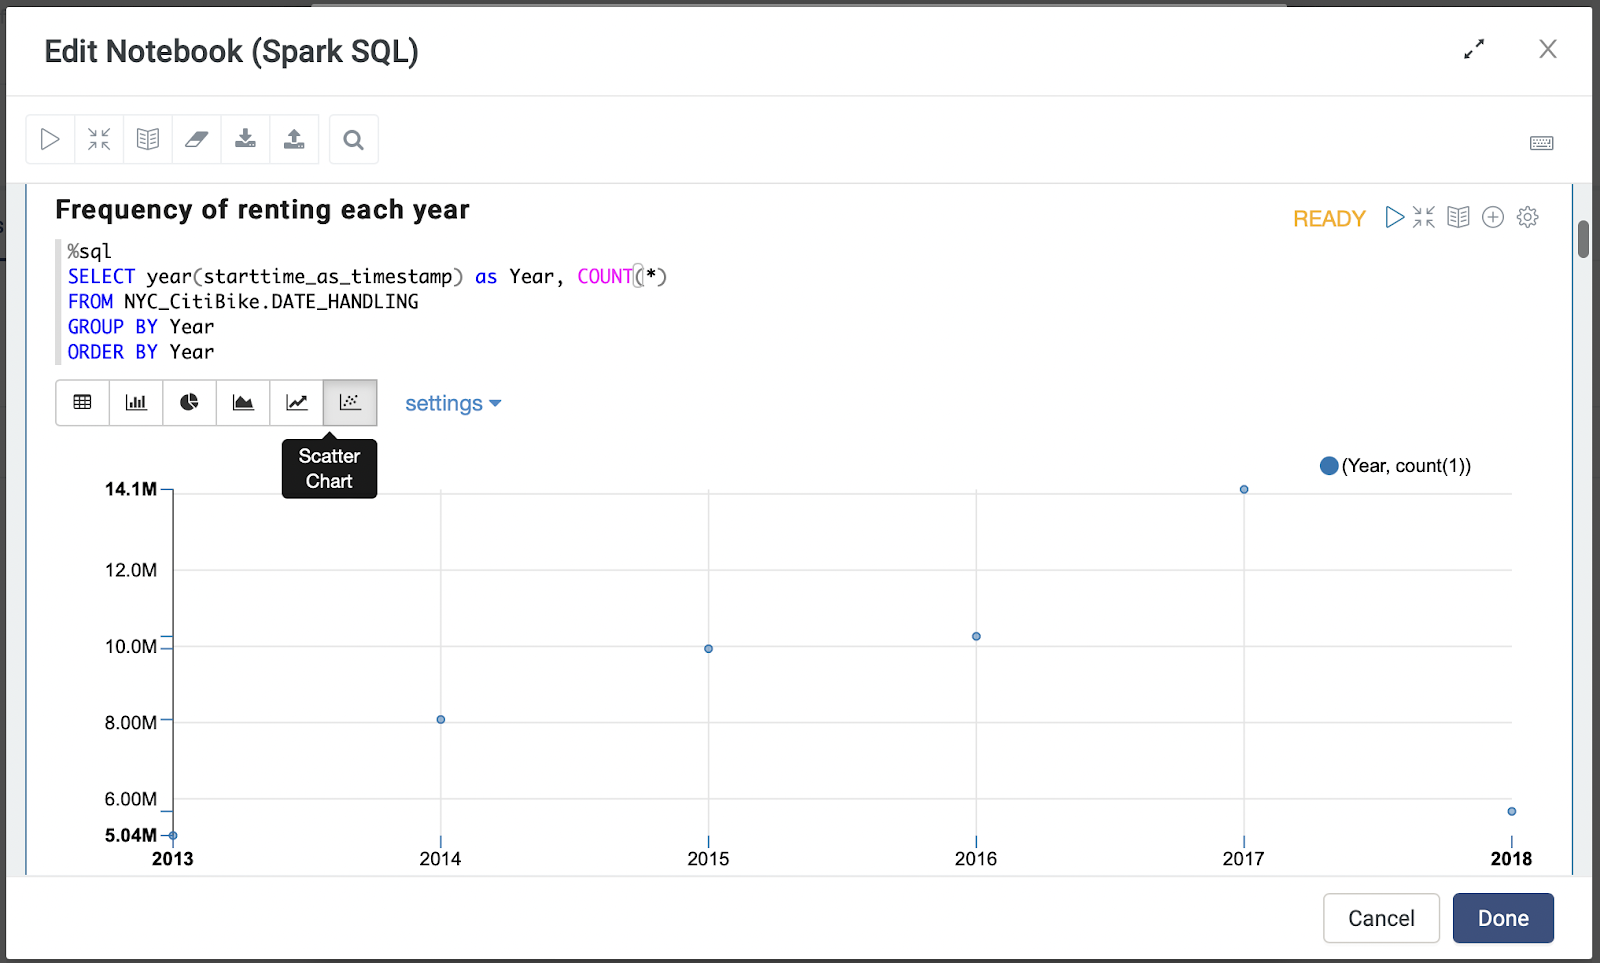 Edit Notebook (Spark SQL)
Frequency of renting each year
READY
%sql
SELECT year(starttime_as_timestamp) as Year, COUNT(*)
FROM NYC_CitiBike.DATE_HANDLING
GROUP BY Year
ORDER BY Year
settings
Scatter
Chart
(Year, count(1))
14.1M
12.0M
10.0M
8.00M
6.00M
5.04M
2013 2014 2015 2016 2017 2018
Cancel Done